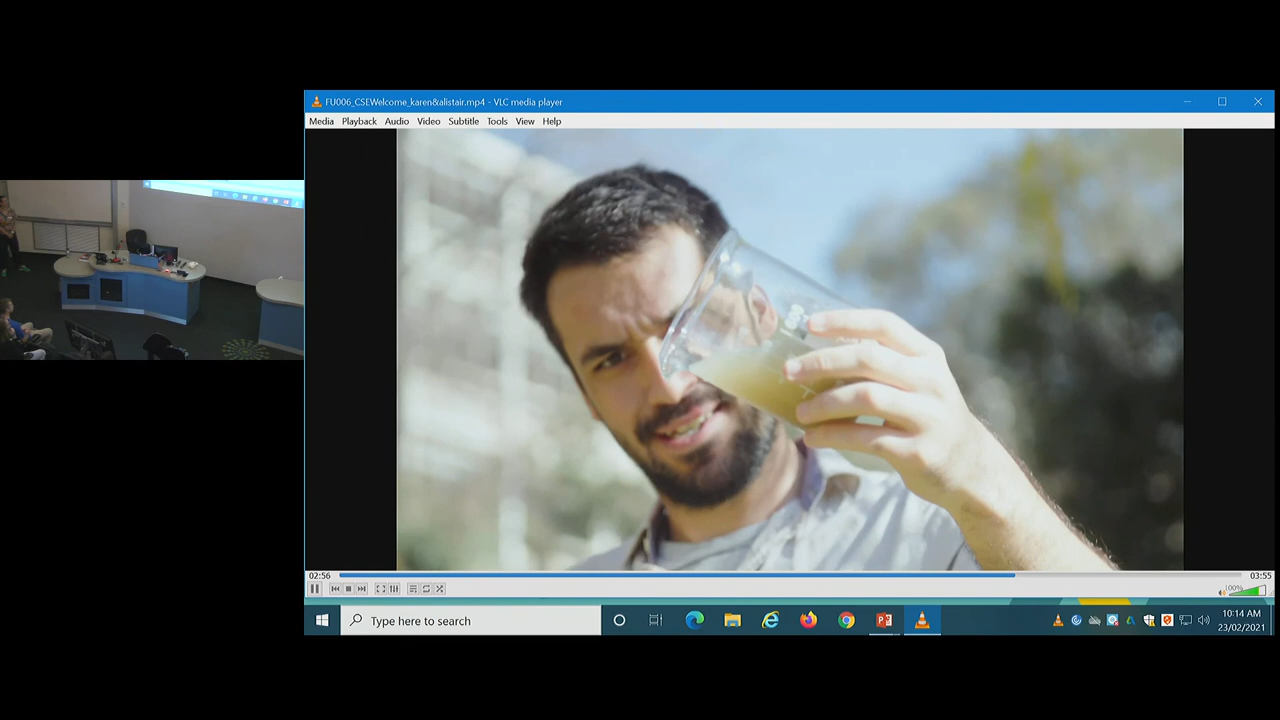 FU006_CSEWelcome_karen&alistair.mp4 - VLC media player
Media Playback Audio Video Subtitle Tools View Help
02:56
03:55
100%
Type here to search
10:14 AM
23/02/2021